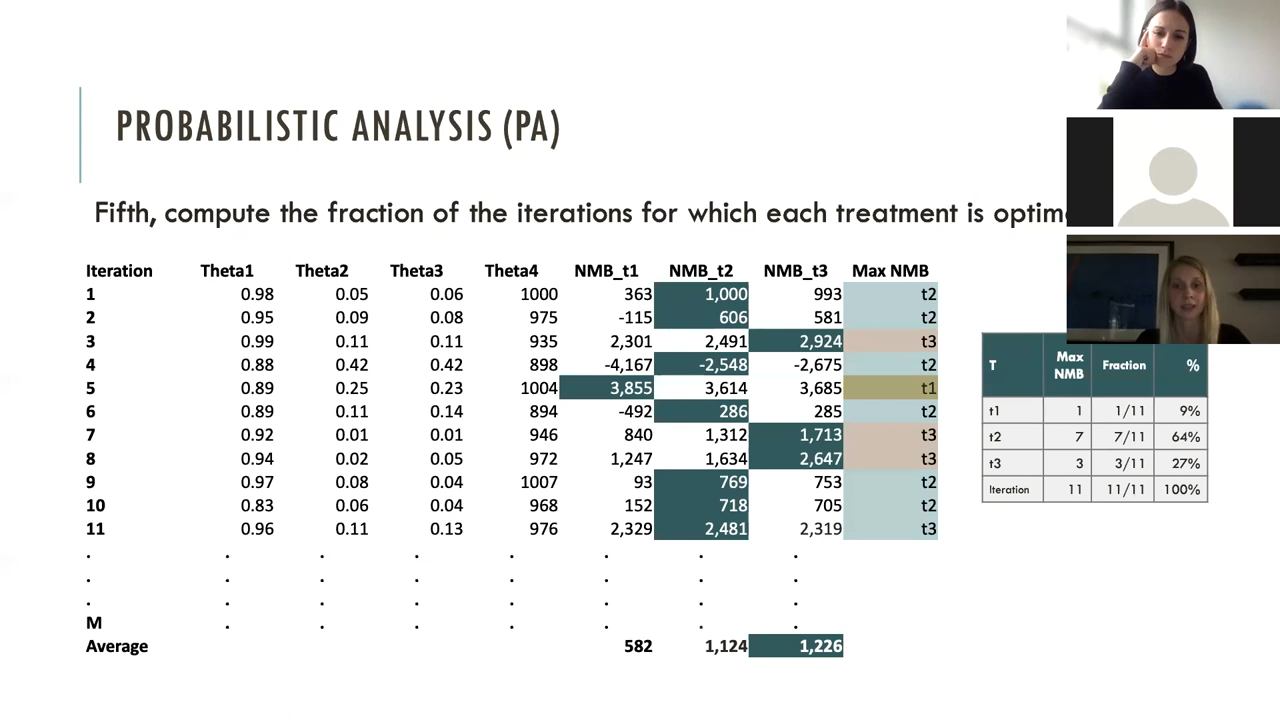 PROBABILISTIC ANALYSIS (PA)
Fifth, compute the fraction of the iterations for which each treatment is
Iteration Theta1 Theta2 Theta3 Theta4 NMB_t1 NMB_t2 NMB_t3 Max NMB
1 0.98 0.05 0.06 1000 363 1,000 993 t2
2 0.95 0.09 0.08 975 -115 606 581 t2
3 0.99 0.11 0.11 935 2,301 2,491 2,924 t3
4 0.88 0.42 0.42 898 -4,167 -2,548 -2,675 t2
5 0.89 0.25 0.23 1004 3,855 3,614 3,685 t1
6 0.89 0.11 0.14 894 -492 286 285 t2
7 0.92 0.01 0.01 946 840 1,312 1,713 t3
8 0.94 0.02 0.05 972 1,247 1,634 2,647 t3
9 0.97 0.08 0.04 1007 93 769 753 t2
10 0.83 0.06 0.04 968 152 718 705 t2
11 0.96 0.11 0.13 976 2,329 2,481 2,319 t3
. . . . . . . .
. . . . . . . .
. . . . . . . .
M . . . . . . .
Average 582 1,124 1,226
T Max NMB Fraction %
t1 1 1/11 9%
t2 7 7/11 64%
t3 3 3/11 27%
Iteration 11 11/11 100%